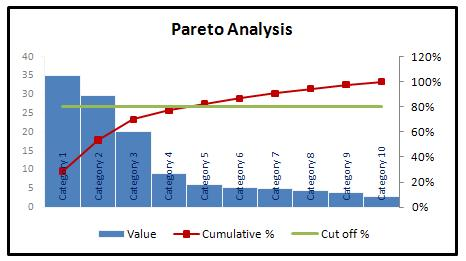 Pareto Analysis
40
35
30
25
20
15
10
5
0
120%
100%
80%
60%
40%
20%
0%
Category 1
Category 2
Category 3
Category 4
Category 5
Category 6
Category 7
Category 8
Category 9
Category 10
Value
Cumulative %
Cut off %